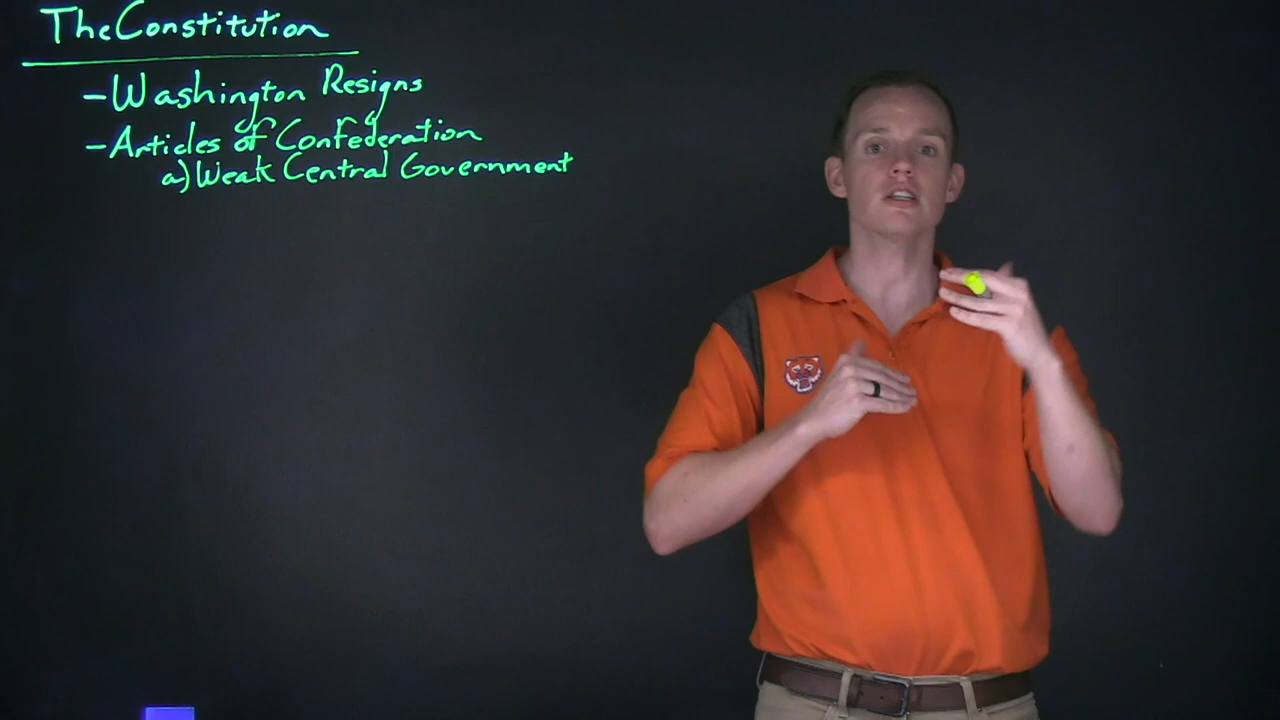 The Constitution
- Washington Resigns
- Articles of Confederation
a) Weak Central Government